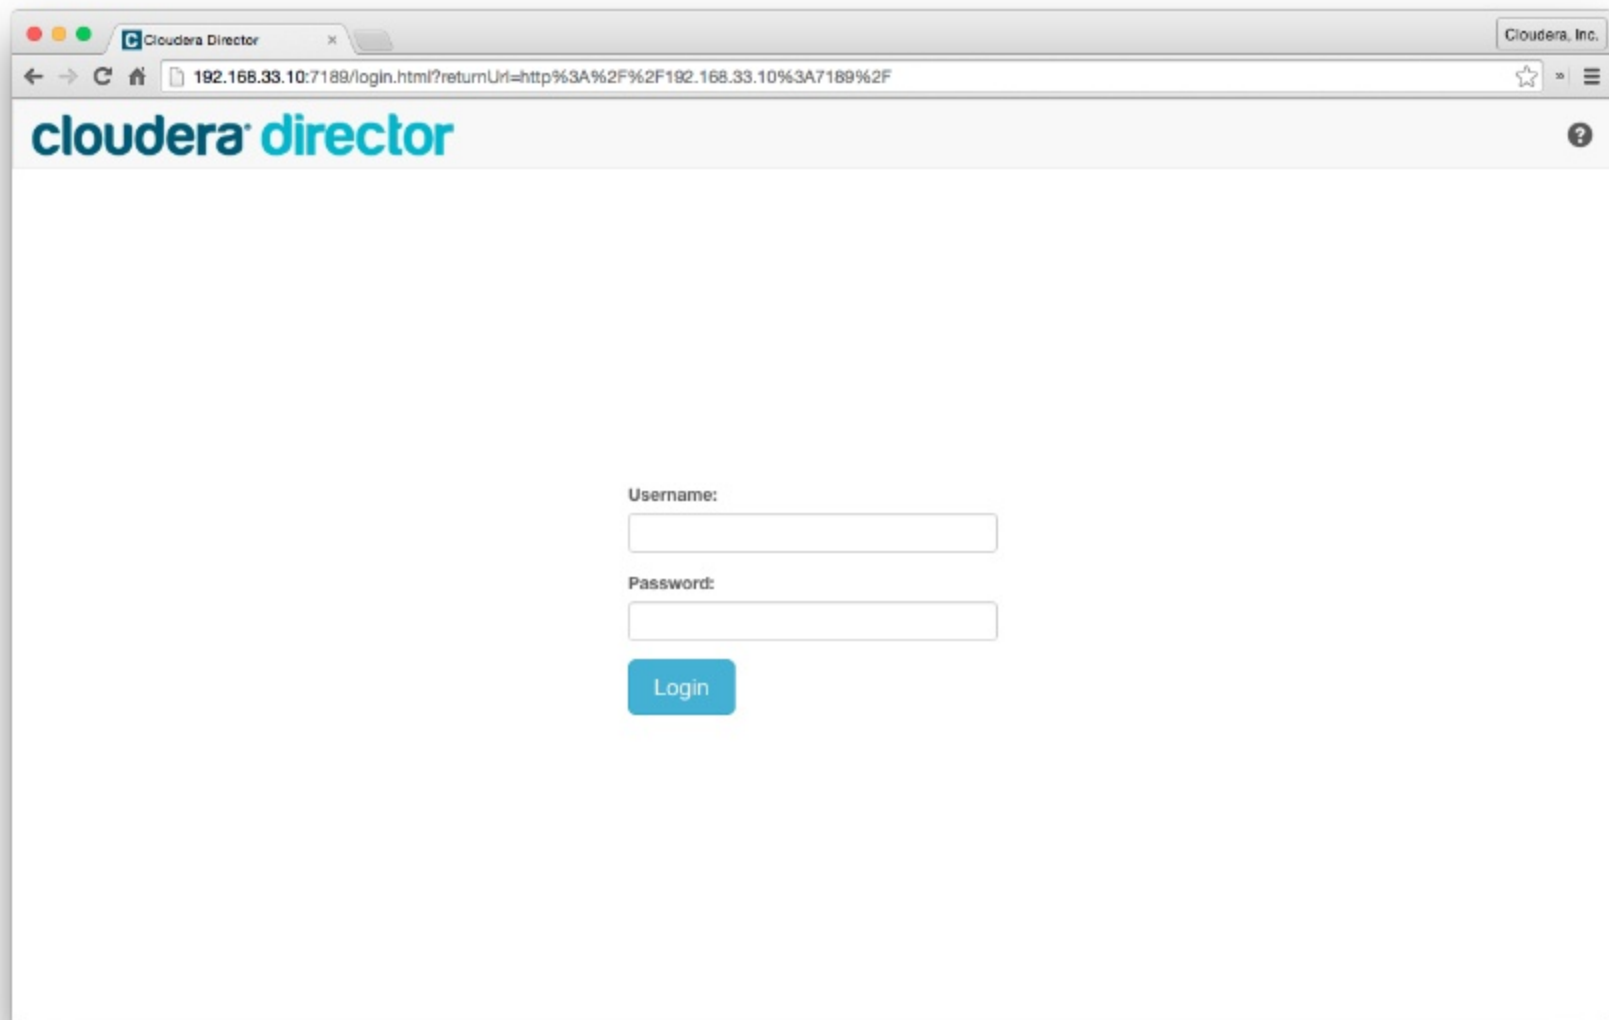 Cloudera Director
Cloudera, Inc.
192.168.33.10:7189/login.html?returnUrl=http%3A%2F%2F192.168.33.10%3A7189%2F
cloudera director
Username:
Password:
Login